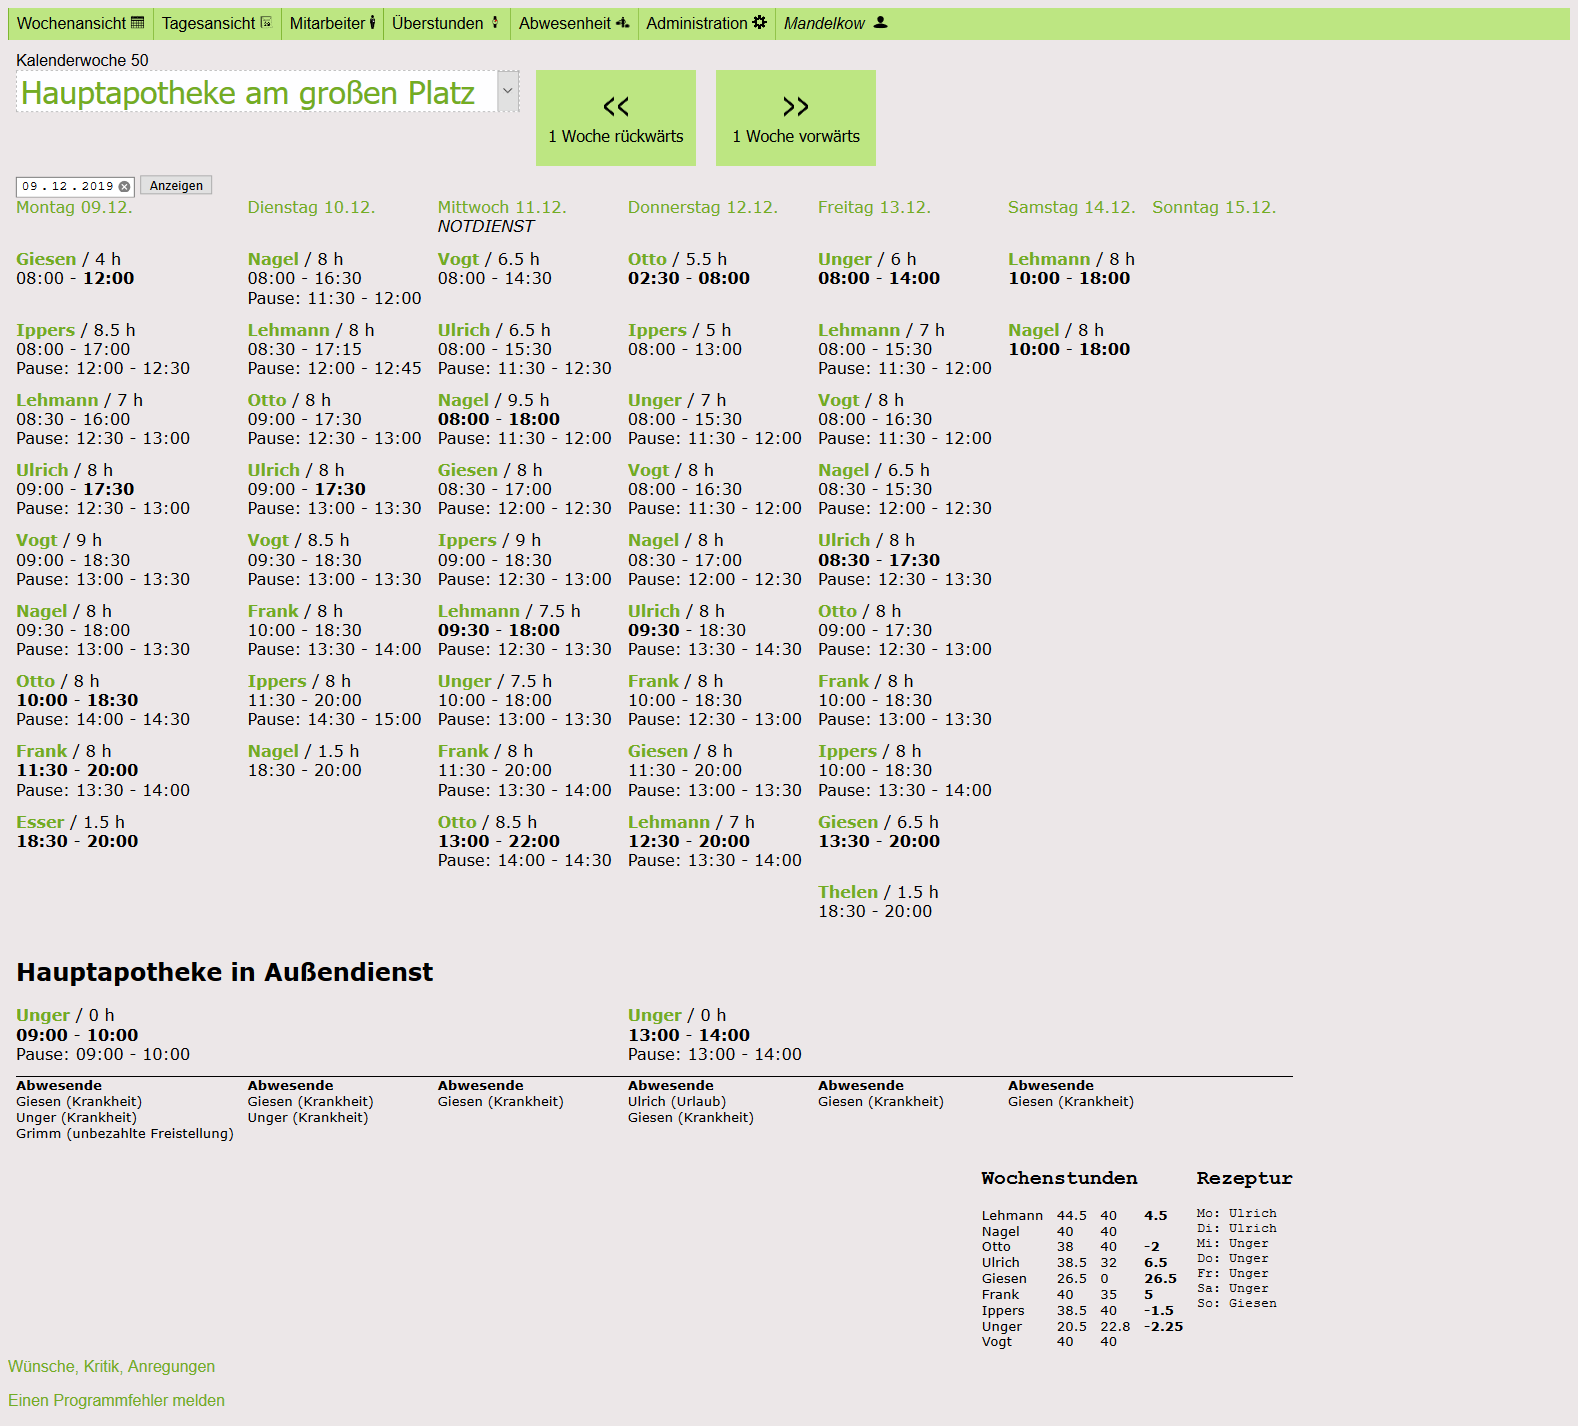 Wochenansicht Tagesansicht Mitarbeiter Überstunden Abwesenheit Administration Mandelkow
Kalenderwoche 50
Hauptapotheke am großen Platz
<<
1 Woche rückwärts
>>
1 Woche vorwärts
09.12.2019 Anzeigen
Montag 09.12.
Giesen / 4 h
08:00 - 12:00
Ippers / 8.5 h
08:00 - 17:00
Pause: 12:00 - 12:30
Lehmann / 7 h
08:30 - 16:00
Pause: 12:30 - 13:00
Ulrich / 8 h
09:00 - 17:30
Pause: 12:30 - 13:00
Vogt / 9 h
09:00 - 18:30
Pause: 13:00 - 13:30
Nagel / 8 h
09:30 - 18:00
Pause: 13:00 - 13:30
Otto / 8 h
10:00 - 18:30
Pause: 14:00 - 14:30
Frank / 8 h
11:30 - 20:00
Pause: 13:30 - 14:00
Esser / 1.5 h
18:30 - 20:00
Dienstag 10.12.
Nagel / 8 h
08:00 - 16:30
Pause: 11:30 - 12:00
Lehmann / 8 h
08:30 - 17:15
Pause: 12:00 - 12:45
Otto / 8 h
09:00 - 17:30
Pause: 12:30 - 13:00
Ulrich / 8 h
09:00 - 17:30
Pause: 13:00 - 13:30
Vogt / 8.5 h
09:30 - 18:30
Pause: 13:00 - 13:30
Frank / 8 h
10:00 - 18:30
Pause: 13:30 - 14:00
Ippers / 8 h
11:30 - 20:00
Pause: 14:30 - 15:00
Nagel / 1.5 h
18:30 - 20:00
Mittwoch 11.12.
NOTDIENST
Vogt / 6.5 h
08:00 - 14:30
Ulrich / 6.5 h
08:00 - 15:30
Pause: 11:30 - 12:30
Nagel / 9.5 h
08:00 - 18:00
Pause: 11:30 - 12:00
Giesen / 8 h
08:30 - 17:00
Pause: 12:00 - 12:30
Ippers / 9 h
09:00 - 18:30
Pause: 12:30 - 13:00
Lehmann / 7.5 h
09:30 - 18:00
Pause: 12:30 - 13:30
Unger / 7.5 h
10:00 - 18:00
Pause: 13:00 - 13:30
Frank / 8 h
11:30 - 20:00
Pause: 13:30 - 14:00
Otto / 8.5 h
13:00 - 22:00
Pause: 14:00 - 14:30
Donnerstag 12.12.
Otto / 5.5 h
02:30 - 08:00
Ippers / 5 h
08:00 - 13:00
Unger / 7 h
08:00 - 15:30
Pause: 11:30 - 12:00
Vogt / 8 h
08:00 - 16:30
Pause: 11:30 - 12:00
Nagel / 8 h
08:30 - 17:00
Pause: 12:00 - 12:30
Ulrich / 8 h
09:30 - 18:30
Pause: 13:30 - 14:30
Frank / 8 h
10:00 - 18:30
Pause: 12:30 - 13:00
Giesen / 8 h
11:30 - 20:00
Pause: 13:00 - 13:30
Lehmann / 7 h
12:30 - 20:00
Pause: 13:30 - 14:00
Freitag 13.12.
Unger / 6 h
08:00 - 14:00
Lehmann / 7 h
08:00 - 15:30
Pause: 11:30 - 12:00
Vogt / 8 h
08:00 - 16:30
Pause: 11:30 - 12:00
Nagel / 6.5 h
08:30 - 15:30
Pause: 12:00 - 12:30
Ulrich / 8 h
08:30 - 17:30
Pause: 12:30 - 13:30
Otto / 8 h
09:00 - 17:30
Pause: 12:30 - 13:00
Frank / 8 h
10:00 - 18:30
Pause: 13:00 - 13:30
Ippers / 8 h
10:00 - 18:30
Pause: 13:30 - 14:00
Giesen / 6.5 h
13:30 - 20:00
Thelen / 1.5 h
18:30 - 20:00
Samstag 14.12.
Lehmann / 8 h
10:00 - 18:00
Nagel / 8 h
10:00 - 18:00
Sonntag 15.12.
Hauptapotheke in Außendienst
Unger / 0 h
09:00 - 10:00
Pause: 09:00 - 10:00
Unger / 0 h
13:00 - 14:00
Pause: 13:00 - 14:00
Abwesende
Giesen (Krankheit)
Unger (Krankheit)
Grimm (unbezahlte Freistellung)
Abwesende
Giesen (Krankheit)
Unger (Krankheit)
Abwesende
Giesen (Krankheit)
Abwesende
Ulrich (Urlaub)
Giesen (Krankheit)
Abwesende
Giesen (Krankheit)
Abwesende
Giesen (Krankheit)
Wochenstunden
Lehmann 44.5 40 4.5
Nagel 40 40
Otto 38 40 -2
Ulrich 38.5 32 6.5
Giesen 26.5 0 26.5
Frank 40 35 5
Ippers 38.5 40 -1.5
Unger 20.5 22.8 -2.25
Vogt 40 40
Rezeptur
Mo: Ulrich
Di: Ulrich
Mi: Unger
Do: Unger
Fr: Unger
Sa: Unger
So: Giesen
Wünsche, Kritik, Anregungen
Einen Programmfehler melden